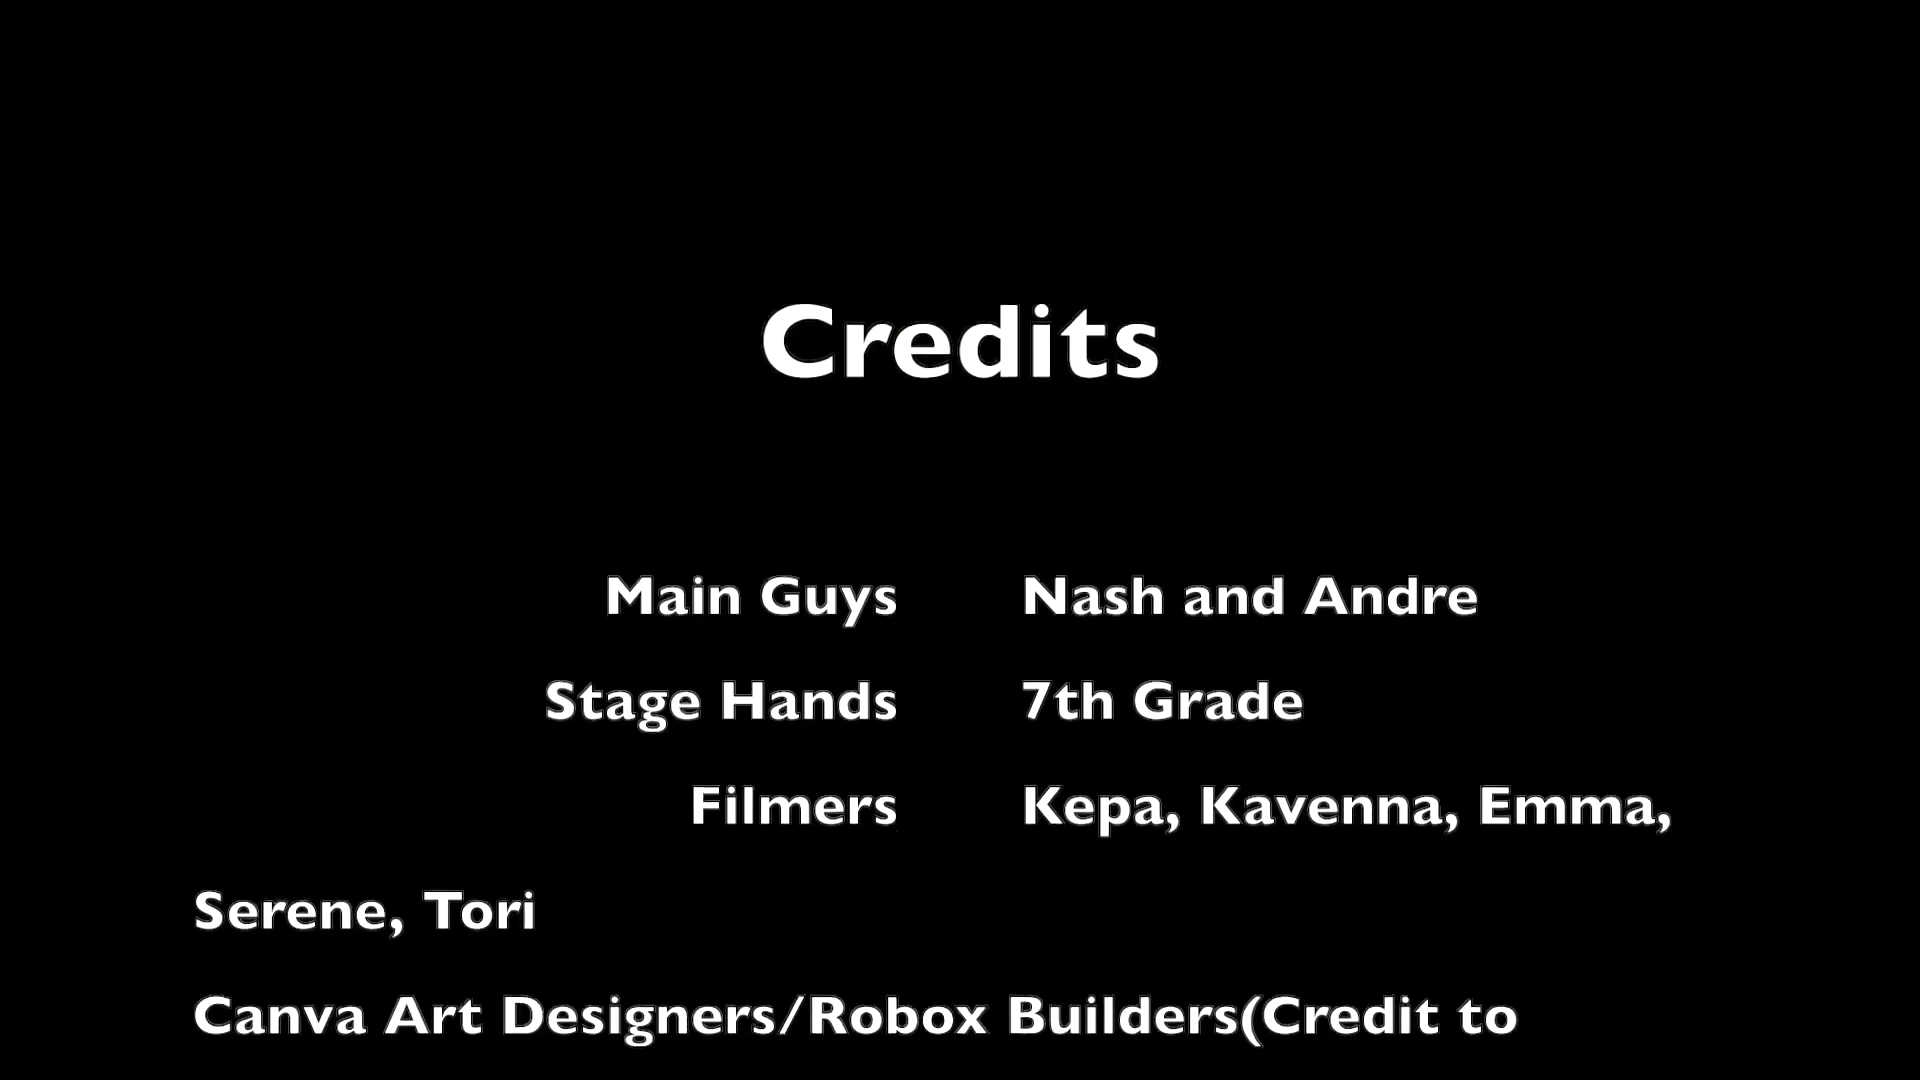 Credits
Main Guys Nash and Andre
Stage Hands 7th Grade
Filmers Kepa, Kavenna, Emma,
Serene, Tori
Canva Art Designers/Robox Builders(Credit to